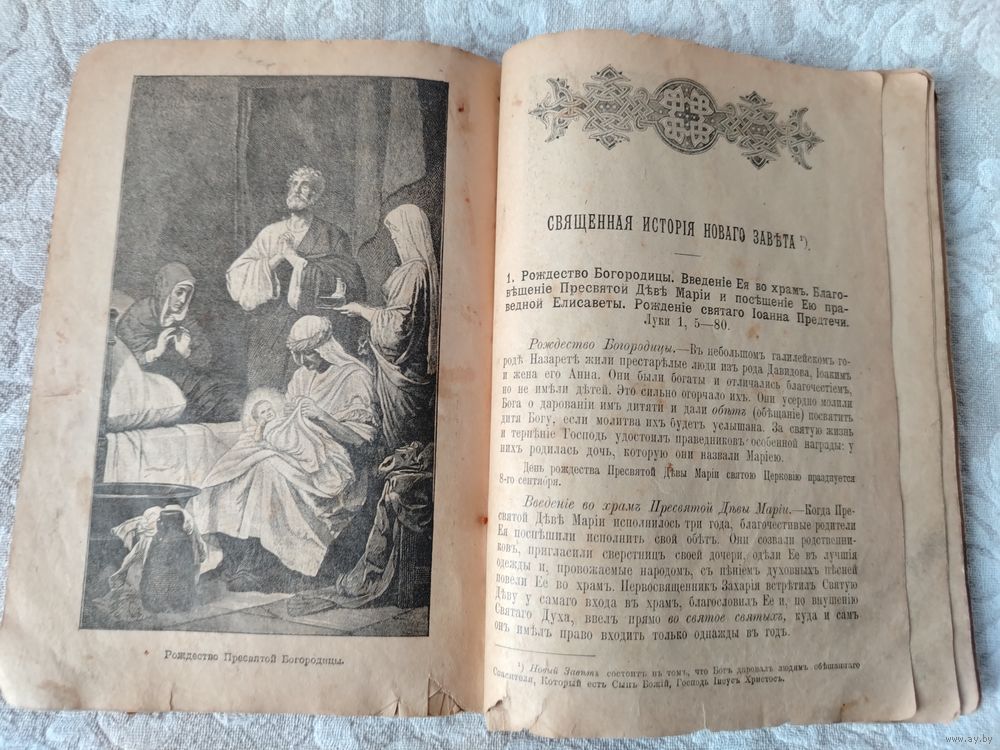 Рождество Пресвятой Богородицы.
СВЯЩЕННАЯ ИСТОРІЯ НОВАГО ЗАВѢТА ¹).
1. Рождество Богородицы. Введеніе Ея во храмъ. Благо-
вѣщеніе Пресвятой Дѣвѣ Маріи и посѣщеніе Ею пра-
ведной Елисаветы. Рожденіе святаго Іоанна Предтечи.
Луки 1, 5—80.
Рождество Богородицы.—Въ небольшомъ галилейскомъ го-
родѣ Назаретѣ жили престарѣлые люди изъ рода Давидова, Іоакимъ
и жена его Анна. Они были богаты и отличались благочестіемъ,
но не имѣли дѣтей. Это сильно огорчало ихъ. Они усердно молили
Бога о дарованіи имъ дитяти и дали обѣтъ (обѣщаніе) посвятить
дитя Богу, если молитва ихъ будетъ услышана. За святую жизнь
и терпѣніе Господь удостоилъ праведниковъ особенной награды: у
нихъ родилась дочь, которую они назвали Маріею.
День рожденія Пресвятой Дѣвы Маріи святою Церковію празднуется
8-го сентября.
Введеніе во храмъ Пресвятой Дѣвы Маріи.—Когда Пре-
святой Дѣвѣ Маріи исполнилось три года, благочестивые родители
Ея поспѣшили исполнить свой обѣтъ. Они созвали родственни-
ковъ, пригласили сверстницъ своей дочери, одѣли Ее въ лучшія
одежды и, провожаемые народомъ, съ пѣніемъ духовныхъ пѣсней
повели Ее во храмъ. Первосвященникъ Захарія встрѣтилъ Святую
Дѣву у самаго входа въ храмъ, благословилъ Ее и, по внушенію
Святаго Духа, ввелъ прямо во святое святыхъ, куда и самъ
онъ имѣлъ право входить только однажды въ годъ.
¹) Новый Завѣтъ состоитъ въ томъ, что Богъ даровалъ людямъ обѣщаннаго
Спасителя, Который есть Сынъ Божій, Господь Іисусъ Христосъ.
www.ay.by